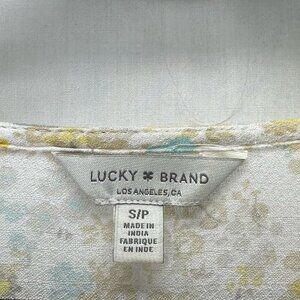 LUCKY BRAND
LOS ANGELES, CA
S/P
MADE IN
INDIA
FABRIQUE
EN INDE